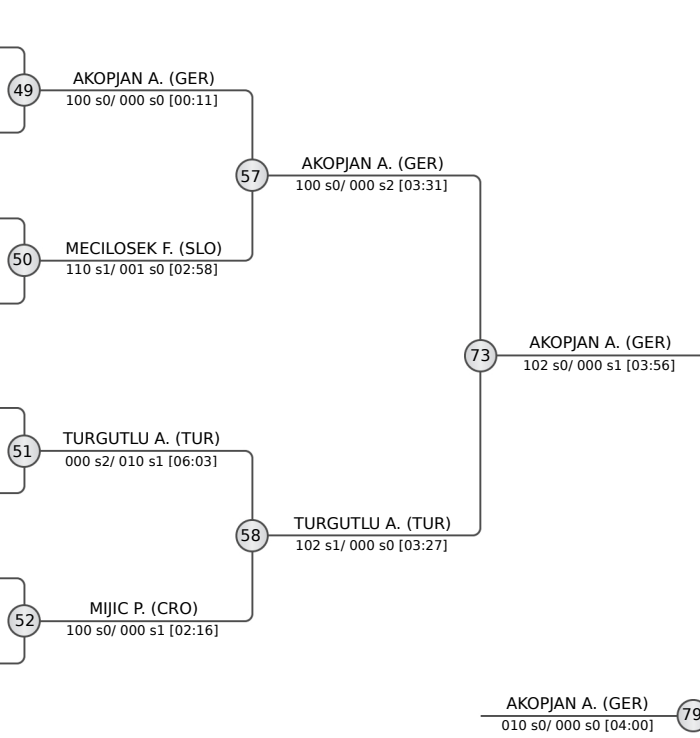 AKOPJAN A. (GER)
49
100 s0/ 000 s0 [00:11]
AKOPJAN A. (GER)
57
100 s0/ 000 s2 [03:31]
MECILOSEK F. (SLO)
50
110 s1/ 001 s0 [02:58]
AKOPJAN A. (GER)
73
102 s0/ 000 s1 [03:56]
TURGUTLU A. (TUR)
51
000 s2/ 010 s1 [06:03]
TURGUTLU A. (TUR)
58
102 s1/ 000 s0 [03:27]
MIJIC P. (CRO)
52
100 s0/ 000 s1 [02:16]
AKOPJAN A. (GER)
79
010 s0/ 000 s0 [04:00]